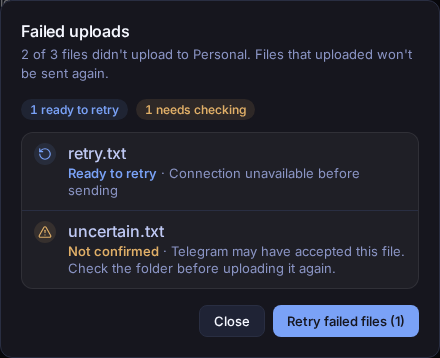 Failed uploads
2 of 3 files didn't upload to Personal. Files that uploaded won't
be sent again.
1 ready to retry
1 needs checking
retry.txt
Ready to retry · Connection unavailable before
sending
uncertain.txt
Not confirmed · Telegram may have accepted this file.
Check the folder before uploading it again.
Close
Retry failed files (1)